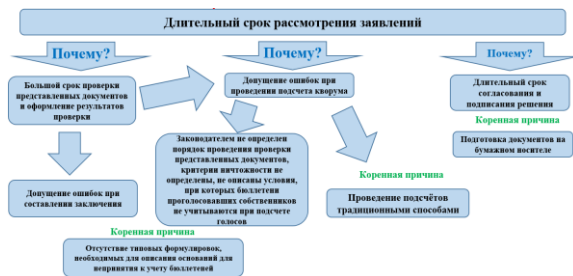 Длительный срок рассмотрения заявлений
Почему?
Почему?
Почему?
Большой срок проверки
представленных документов
и оформление результатов
проверки
Допущение ошибок при
проведении подсчета кворума
Длительный срок
согласования и
подписания решения
Коренная причина
Подготовка документов на
бумажном носителе
Законодателем не определен
порядок проведения проверки
представленных документов,
критерии ничтожности не
определены, не описаны условия,
при которых бюллетени
проголосовавших собственников
не учитываются при подсчете
голосов
Коренная причина
Проведение подсчётов
традиционными способами
Допущение ошибок при
составлении заключения
Коренная причина
Отсутствие типовых формулировок,
необходимых для описания оснований для
непринятия к учету бюллетеней